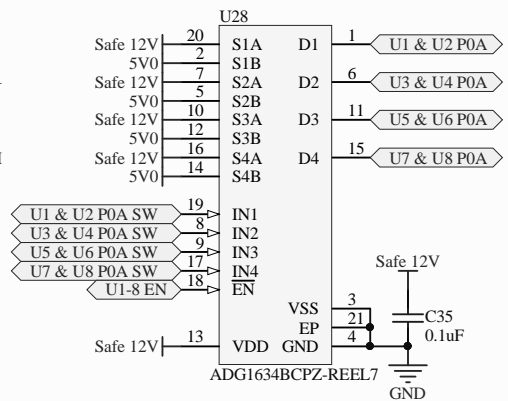 U28
Safe 12V 20 S1A D1 1 U1 & U2 P0A
5V0 2 S1B
Safe 12V 7 S2A D2 6 U3 & U4 P0A
5V0 5 S2B
Safe 12V 10 S3A D3 11 U5 & U6 P0A
5V0 12 S3B
Safe 12V 16 S4A D4 15 U7 & U8 P0A
5V0 14 S4B
U1 & U2 P0A SW 19 IN1
U3 & U4 P0A SW 8 IN2
U5 & U6 P0A SW 9 IN3
U7 & U8 P0A SW 17 IN4
U1-8 EN 18 EN
Safe 12V
VSS 3
EP 21
C35
0.1uF
Safe 12V 13 VDD GND 4
ADG1634BCPZ-REEL7
GND